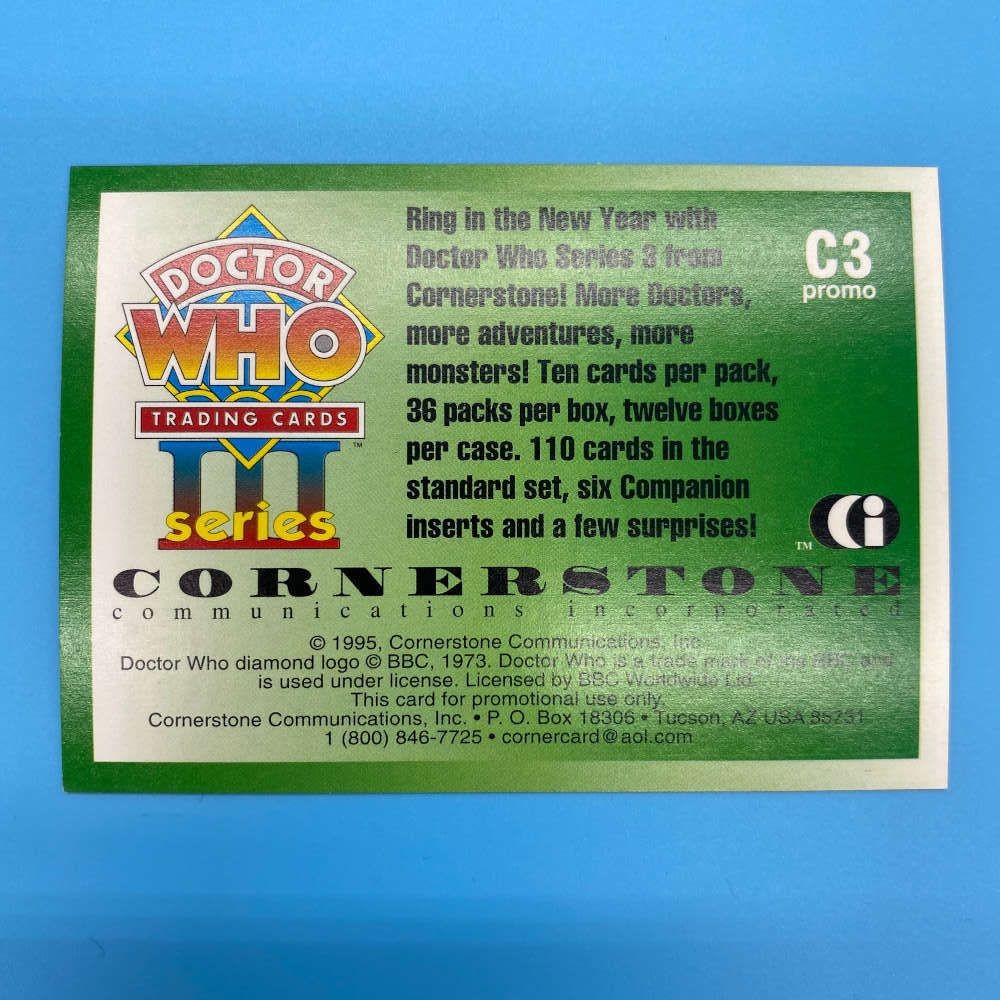 DOCTOR
WHO
TRADING CARDS
TM
III
series
Ring in the New Year with
Doctor Who Series 3 from
Cornerstone! More Doctors,
more adventures, more
monsters! Ten cards per pack,
36 packs per box, twelve boxes
per case. 110 cards in the
standard set, six Companion
inserts and a few surprises!
C3
promo
CCi
TM
CORNERSTONE
communications incorporated
© 1995, Cornerstone Communications, Inc.
Doctor Who diamond logo © BBC, 1973. Doctor Who is a trade mark of the BBC and
is used under license. Licensed by BBC Worldwide Ltd.
This card for promotional use only.
Cornerstone Communications, Inc. • P. O. Box 18306 • Tucson, AZ USA 85731
1 (800) 846-7725 • cornercard@aol.com